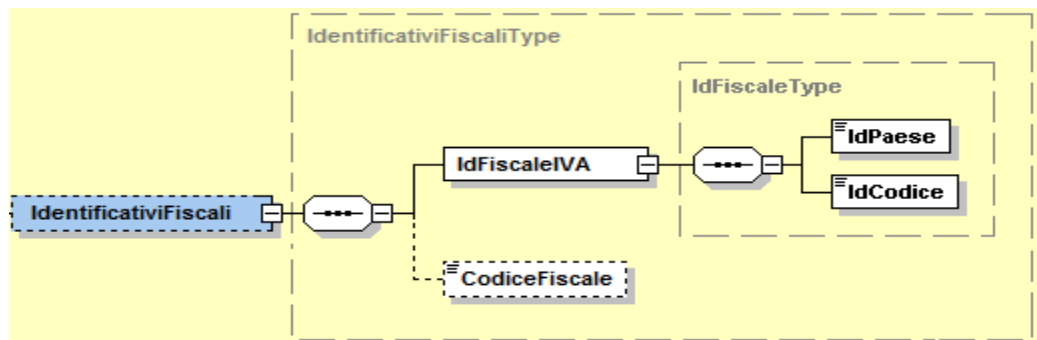 IdentificativiFiscaliType
IdFiscaleType
IdPaese
IdFiscaleIVA
IdCodice
IdentificativiFiscali
CodiceFiscale